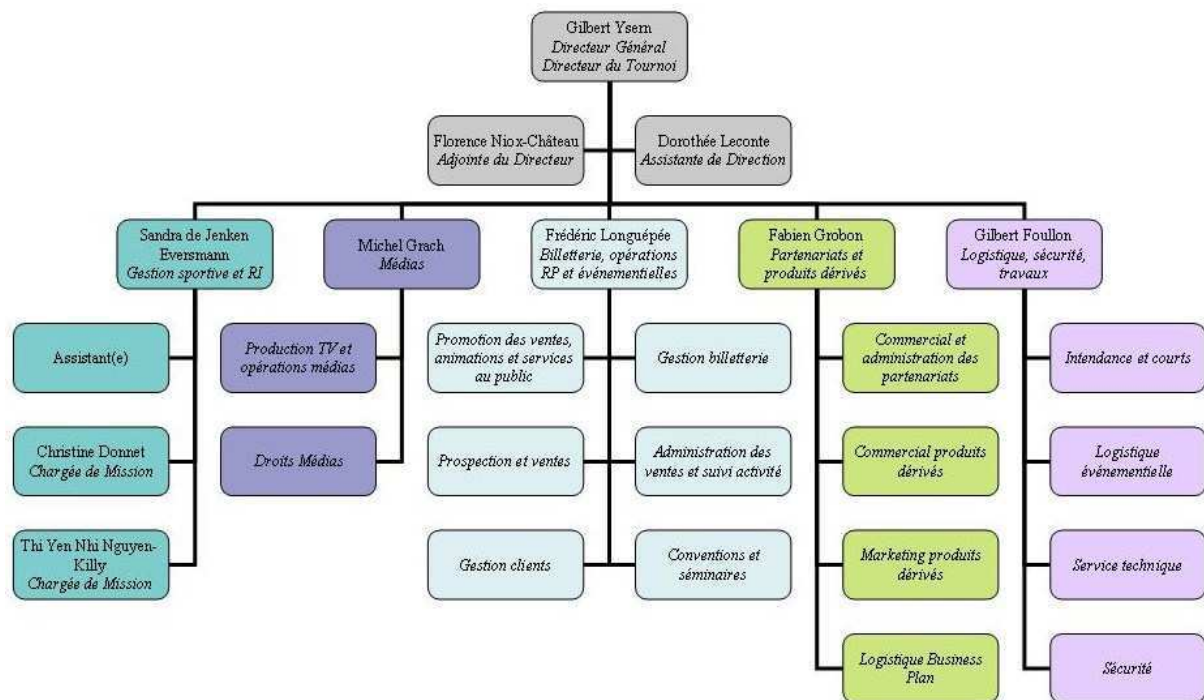 Gilbert Ysern
Directeur Général
Directeur du Tournoi
Florence Niox-Château
Adjointe du Directeur
Dorothée Leconte
Assistante de Direction
Sandra de Jenken
Eversmann
Gestion sportive et RI
Michel Grach
Médias
Frédéric Longuépée
Billetterie, opérations
RP et événementielles
Fabien Grobon
Partenariats et
produits dérivés
Gilbert Foullon
Logistique, sécurité,
travaux
Assistant(e)
Production TV et
opérations médias
Promotion des ventes,
animations et services
au public
Gestion billetterie
Commercial et
administration des
partenariats
Intendance et courts
Christine Donnet
Chargée de Mission
Droits Médias
Prospection et ventes
Administration des
ventes et suivi activité
Commercial produits
dérivés
Logistique
événementielle
Thi Yen Nhi Nguyen-
Killy
Chargée de Mission
Gestion clients
Conventions et
séminaires
Marketing produits
dérivés
Service technique
Logistique Business
Plan
Sécurité